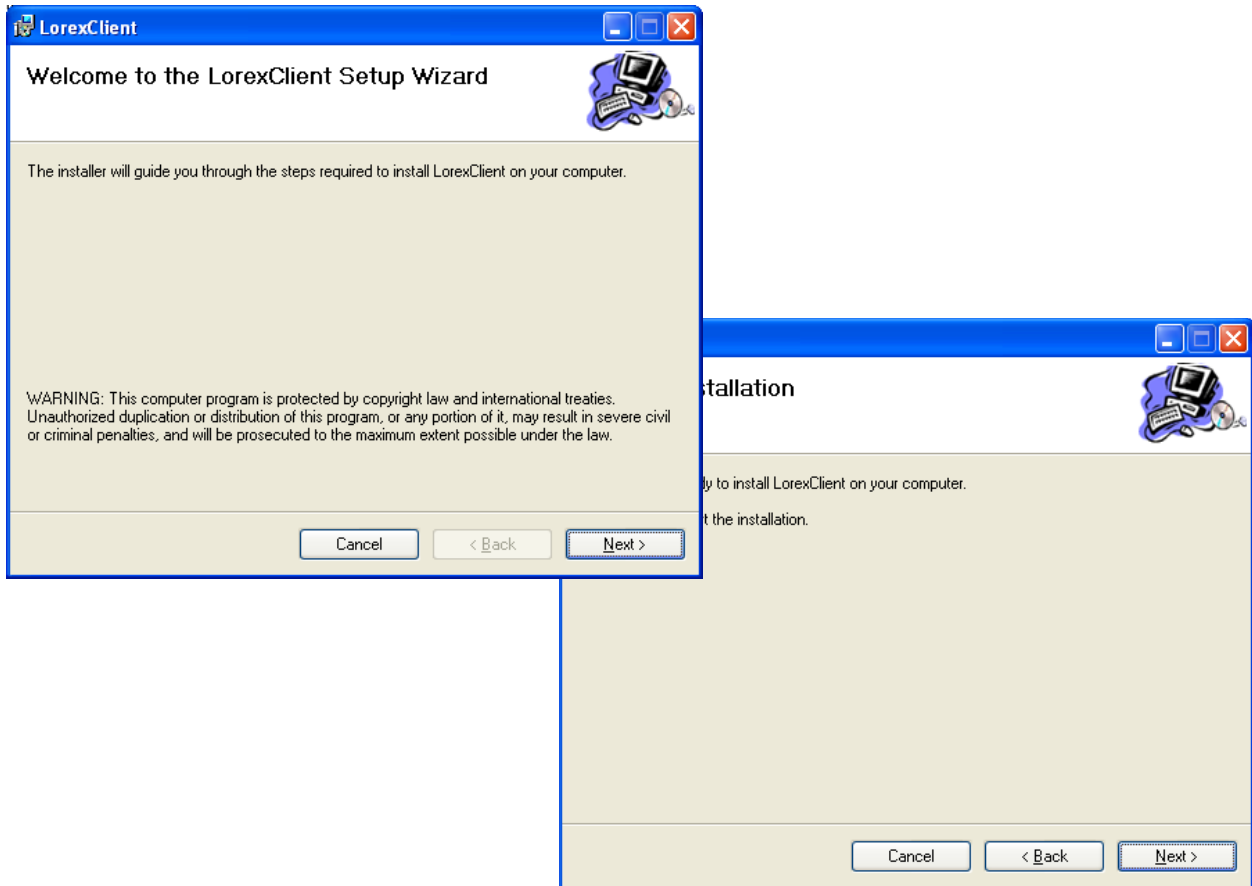 LorexClient
Welcome to the LorexClient Setup Wizard
The installer will guide you through the steps required to install LorexClient on your computer.
WARNING: This computer program is protected by copyright law and international treaties.
Unauthorized duplication or distribution of this program, or any portion of it, may result in severe civil
or criminal penalties, and will be prosecuted to the maximum extent possible under the law.
Cancel
< Back
Next >
stallation
to install LorexClient on your computer.
the installation.
Cancel
< Back
Next >